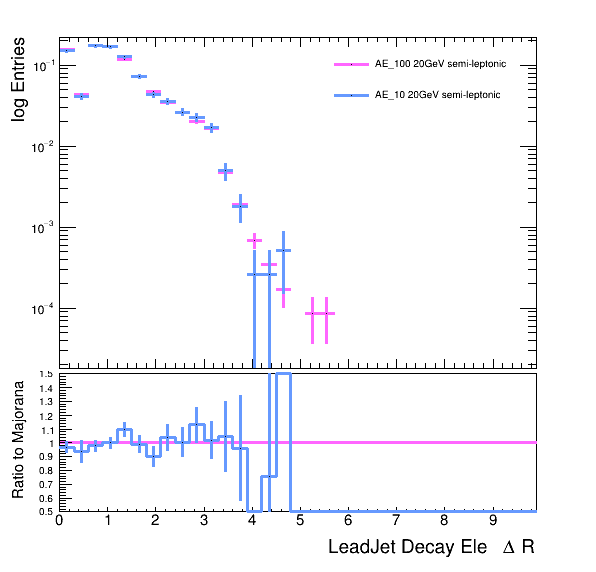 log Entries
10⁻¹
10⁻²
10⁻³
10⁻⁴
AE_100 20GeV semi-leptonic
AE_10 20GeV semi-leptonic
Ratio to Majorana
1.5
1.4
1.3
1.2
1.1
1
0.9
0.8
0.7
0.6
0.5
0 1 2 3 4 5 6 7 8 9
LeadJet Decay Ele Δ R